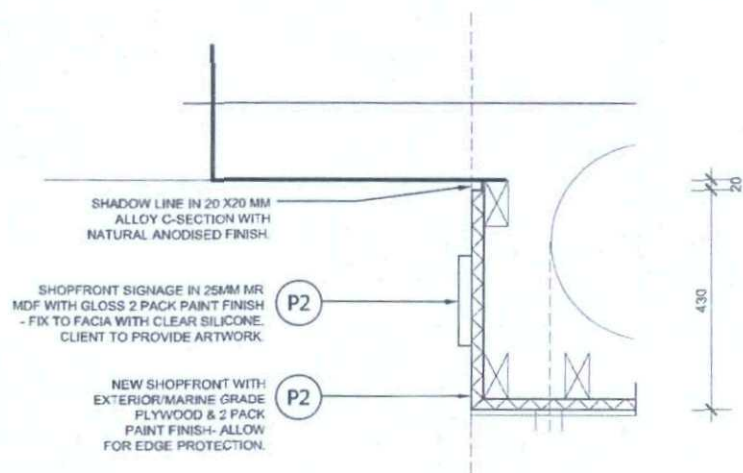 SHADOW LINE IN 20 X20 MM
ALLOY C-SECTION WITH
NATURAL ANODISED FINISH.
20
SHOPFRONT SIGNAGE IN 25MM MR
MDF WITH GLOSS 2 PACK PAINT FINISH
- FIX TO FACIA WITH CLEAR SILICONE.
CLIENT TO PROVIDE ARTWORK.
P2
430
NEW SHOPFRONT WITH
EXTERIOR/MARINE GRADE
PLYWOOD & 2 PACK
PAINT FINISH- ALLOW
FOR EDGE PROTECTION.
P2